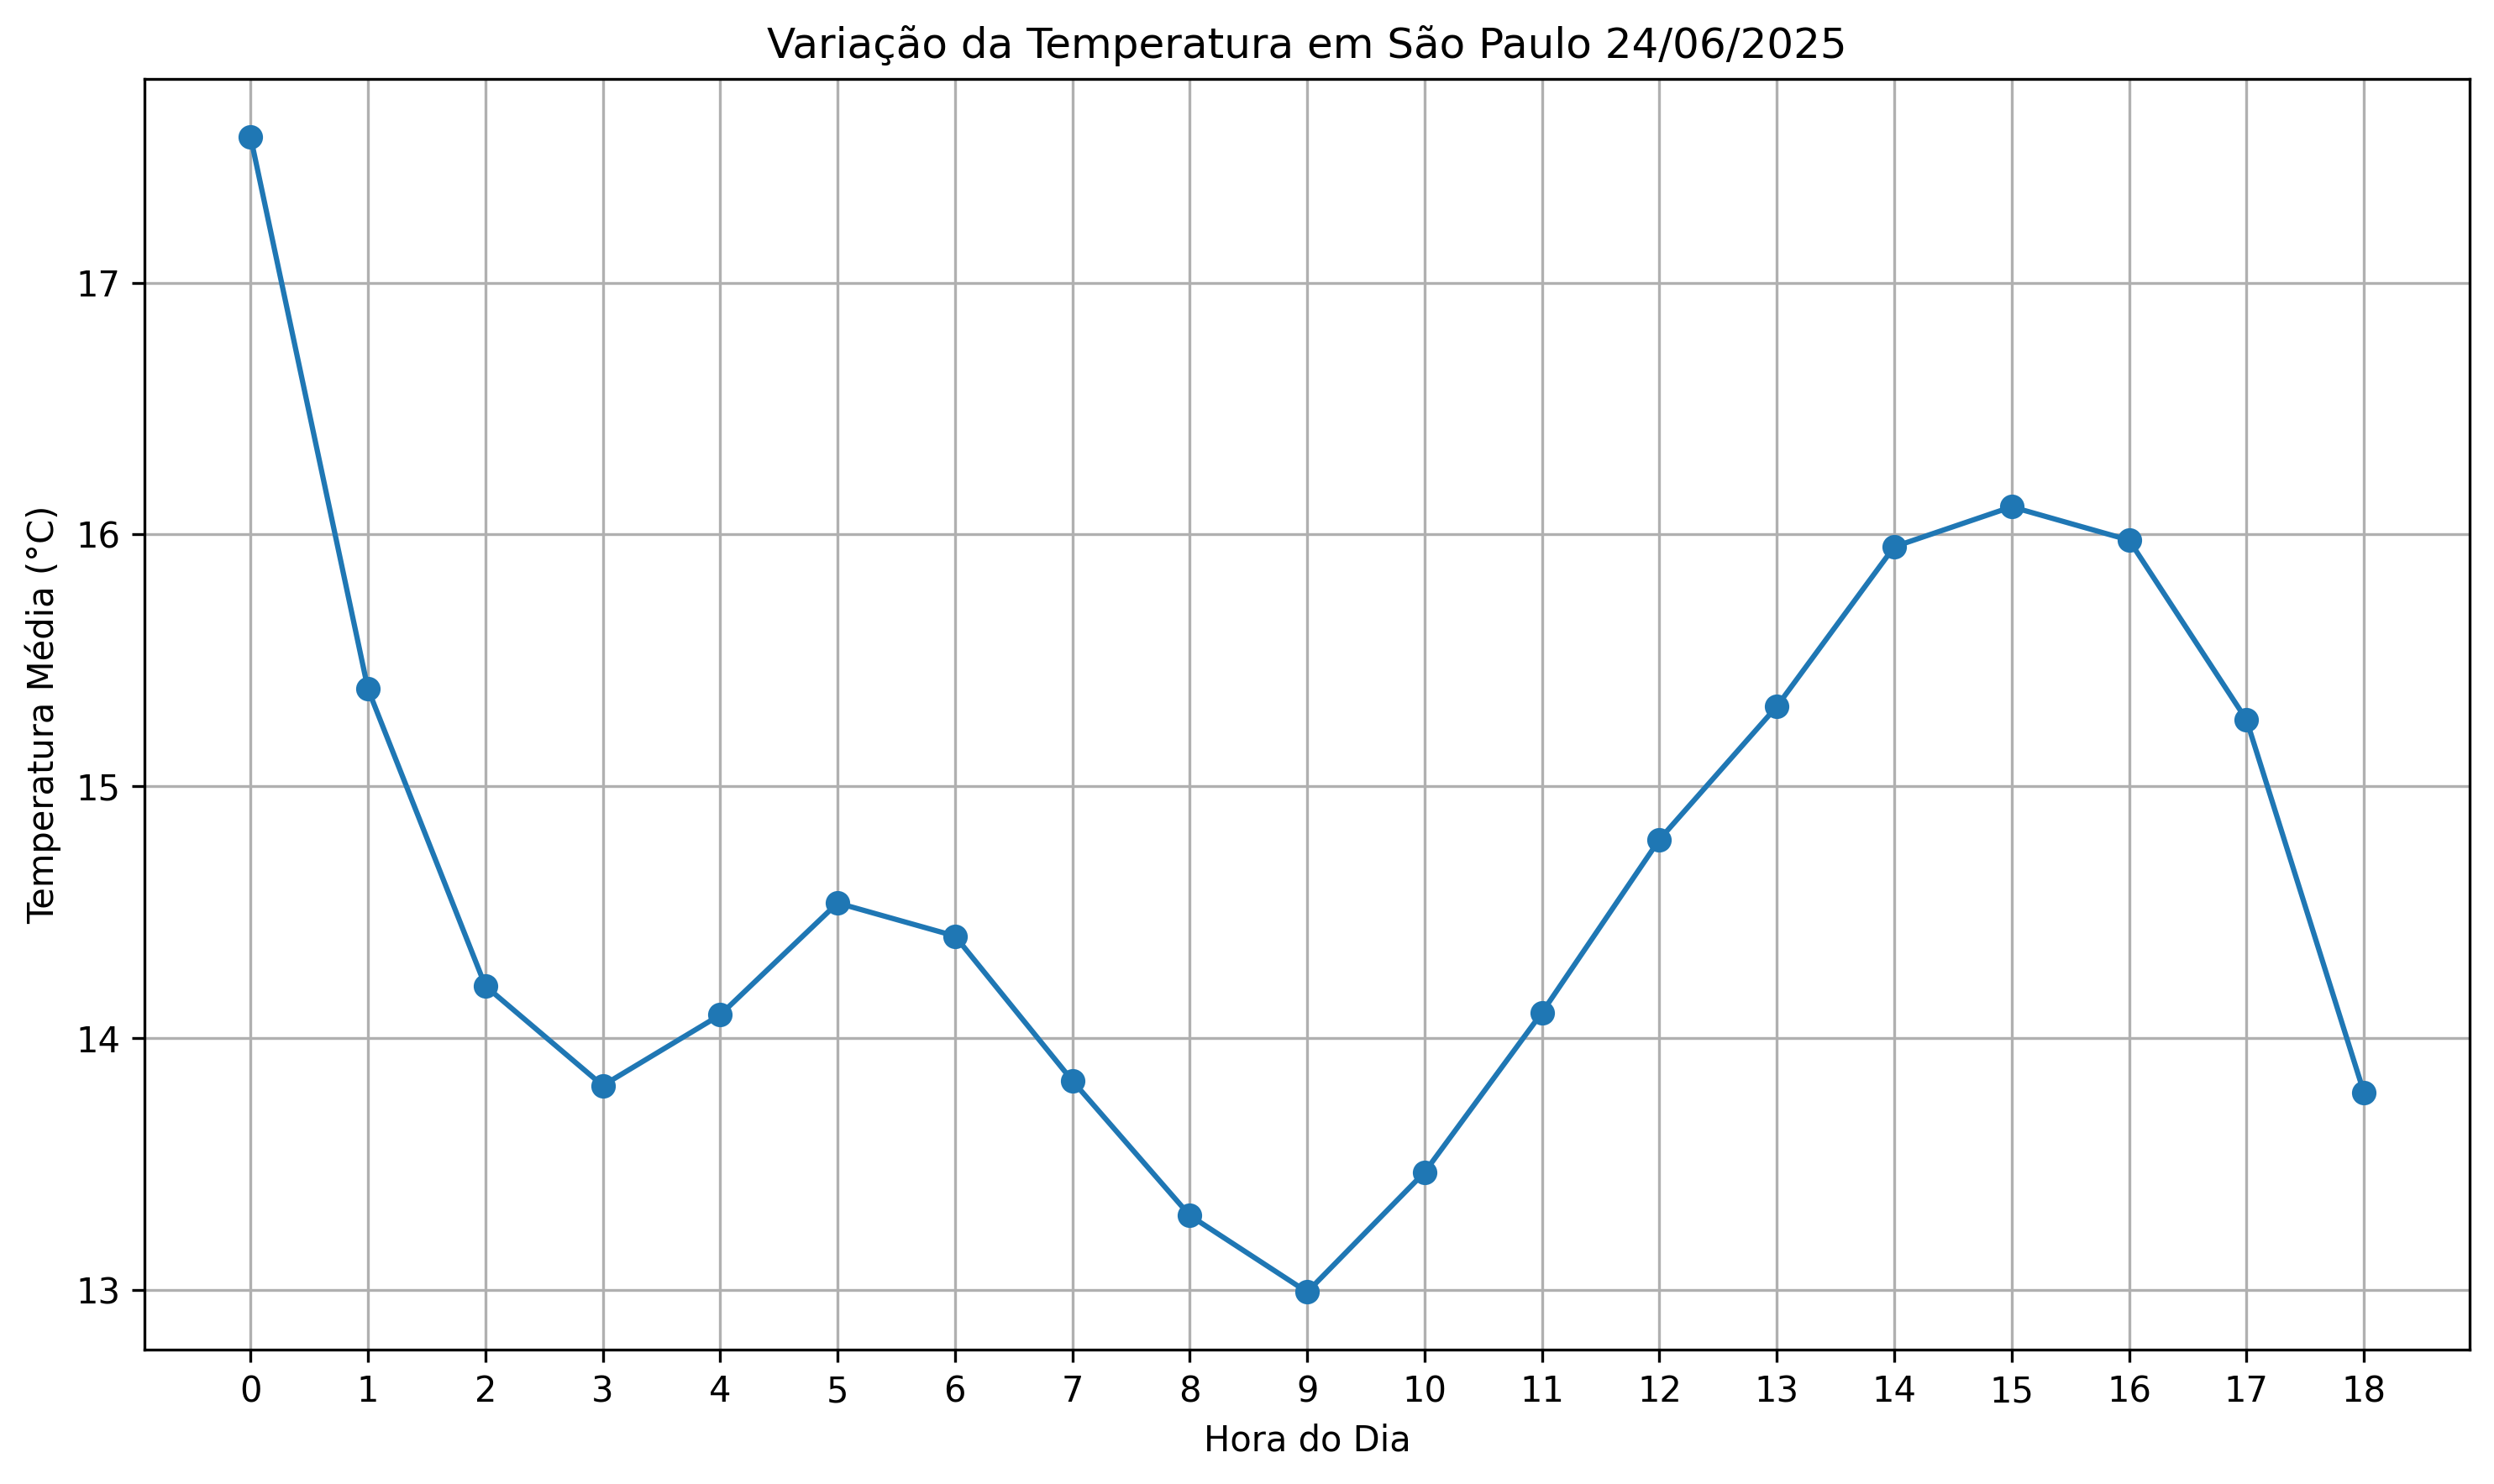 Variação da Temperatura em São Paulo 24/06/2025
Temperatura Média (°C)
17
16
15
14
13
0 1 2 3 4 5 6 7 8 9 10 11 12 13 14 15 16 17 18
Hora do Dia